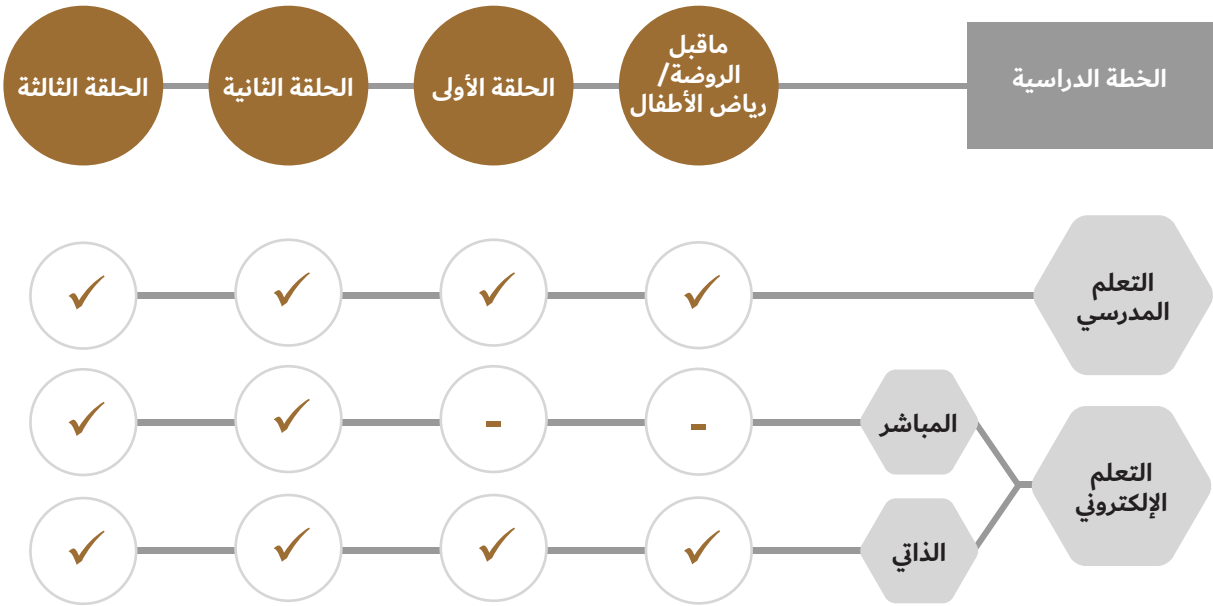 الخطة الدراسية
ماقبل
الروضة/
رياض الأطفال
الحلقة الأولى
الحلقة الثانية
الحلقة الثالثة
التعلم
المدرسي
✓ ✓ ✓ ✓
التعلم
الإلكتروني
المباشر
- - ✓ ✓
الذاتي
✓ ✓ ✓ ✓